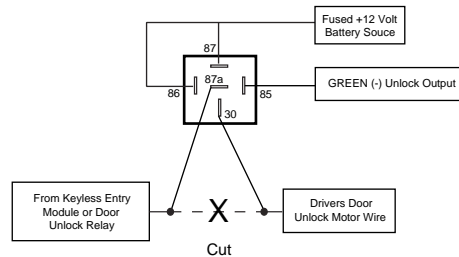 Fused +12 Volt
Battery Souce
87
87a
86
85
30
GREEN (-) Unlock Output
From Keyless Entry
Module or Door
Unlock Relay
X
Drivers Door
Unlock Motor Wire
Cut